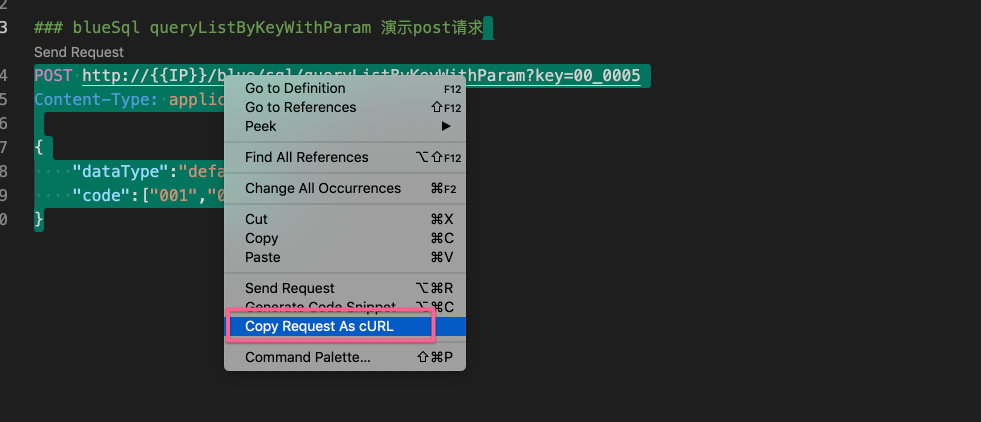 2
3 ### blueSql queryListByKeyWithParam 演示post请求
Send Request
4 POST http://{{IP}}/blue/sql/queryListByKeyWithParam?key=00_0005
5 Content-Type: applic
6
7 {
8 "dataType":"defa
9 "code":["001","0
0 }
Go to Definition F12
Go to References ⇧F12
Peek ▶
Find All References ⌥⇧F12
Change All Occurrences ⌘F2
Cut ⌘X
Copy ⌘C
Paste ⌘V
Send Request ⌥⌘R
Generate Code Snippet ⌥⌘C
Copy Request As cURL
Command Palette... ⇧⌘P